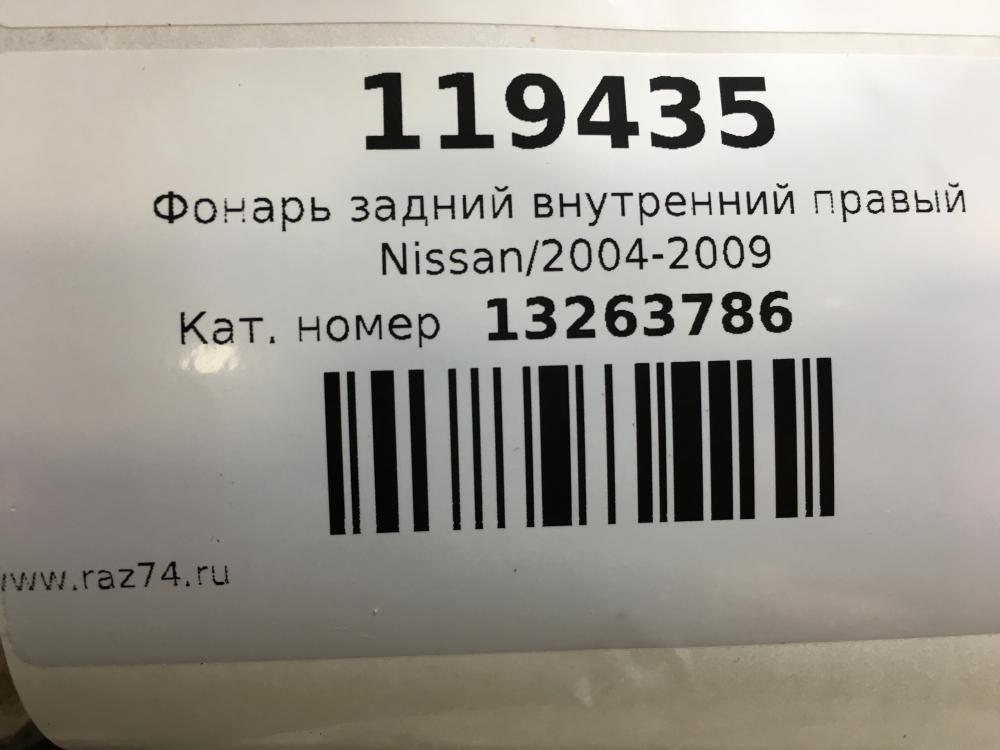 119435
Фонарь задний внутренний правый
Nissan/2004-2009
Кат. номер 13263786
www.raz74.ru